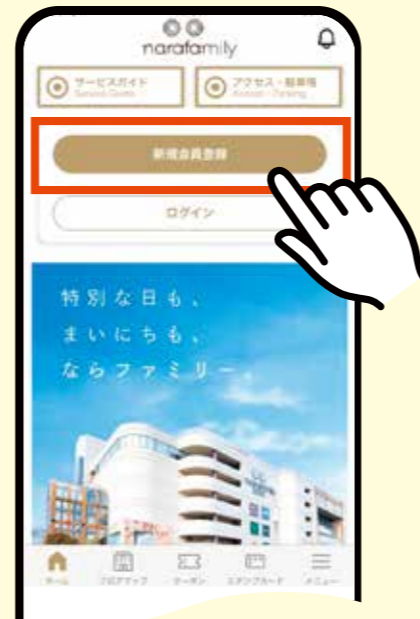 narafamily
サービスガイド
Service Guide
アクセス・駐車場
Access・Parking
新規会員登録
ログイン
特別な日も、
まいにちも、
ならファミリー。
ホーム
フロアマップ
クーポン
スタンプカード
メニュー